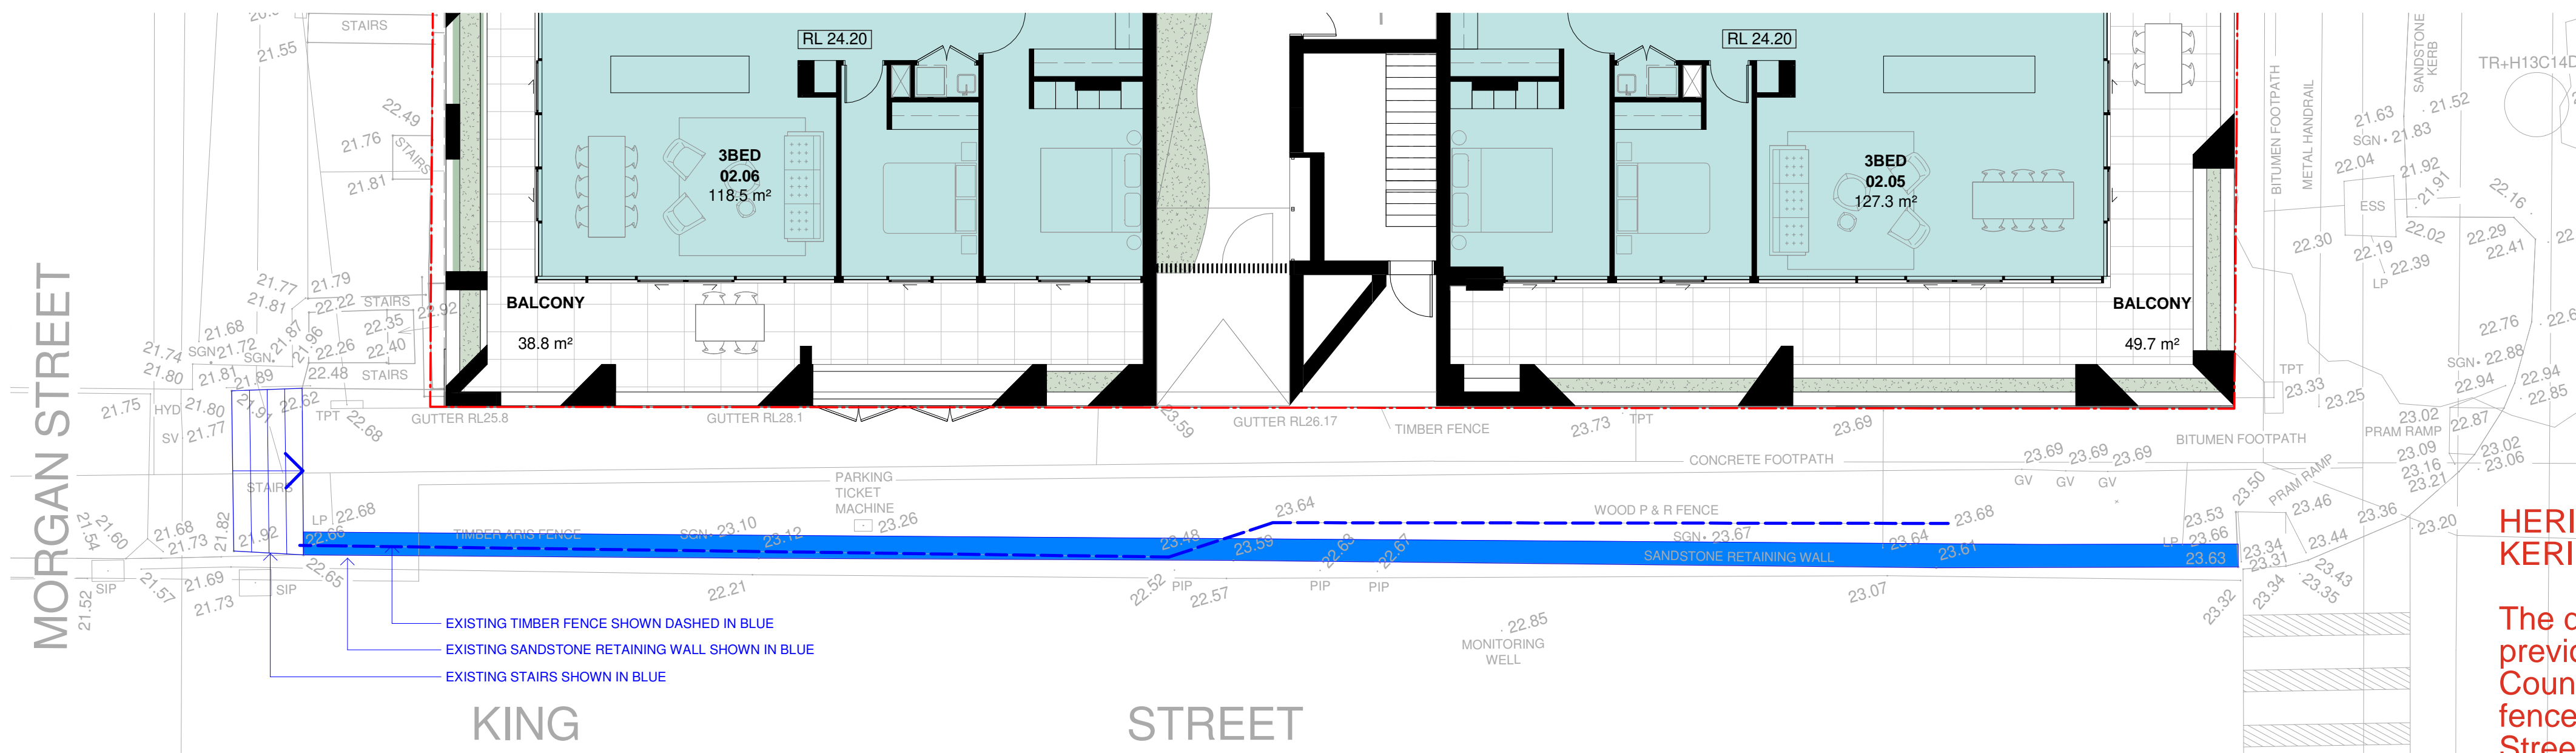 STAIRS
21.55
22.49
21.76
STAIRS
21.81
RL 24.20
3BED
02.06
118.5 m²
RL 24.20
3BED
02.05
127.3 m²
BITUMEN FOOTPATH
METAL HANDRAIL
SANDSTONE
KERB
TR+H13C14D
21.63
21.52
SGN
21.83
22.04
21.92
21.91
ESS
22.16
22.02
22.30
22.19
22.29
22.41
22.39
LP
MORGAN STREET
21.77
21.79
21.81
22.22
STAIRS
22.92
21.68
21.87
21.96
22.35
21.74
SGN
21.72
SGN
22.26
22.40
21.80
21.81
21.89
22.48
STAIRS
BALCONY
38.8 m²
BALCONY
49.7 m²
22.76
SGN
22.88
22.94
22.94
22.85
TPT
23.33
23.25
21.75
HYD
21.80
21.91
22.62
TPT
22.68
SV
21.77
GUTTER RL25.8
GUTTER RL28.1
23.59
GUTTER RL26.17
TIMBER FENCE
23.73
TPT
23.69
BITUMEN FOOTPATH
23.02
22.87
PRAM RAMP
23.02
23.09
23.06
23.16
23.21
STAIRS
PARKING
TICKET
MACHINE
23.26
CONCRETE FOOTPATH
23.69
23.69
23.69
GV
GV
GV
PRAM RAMP
23.50
23.46
23.36
23.20
21.54
21.60
21.68
21.73
21.82
21.92
LP
22.68
22.66
TIMBER ARIS FENCE
SGN
23.10
23.12
23.64
23.48
23.59
WOOD P & R FENCE
SGN
23.67
23.68
23.64
23.61
23.53
LP
23.66
23.63
23.34
23.31
23.44
SANDSTONE RETAINING WALL
22.63
22.67
21.52
SIP
21.57
21.69
21.73
SIP
22.65
22.21
22.52
PIP
22.57
PIP
PIP
23.07
23.32
23.34
23.43
23.35
22.85
MONITORING
WELL
EXISTING TIMBER FENCE SHOWN DASHED IN BLUE
EXISTING SANDSTONE RETAINING WALL SHOWN IN BLUE
EXISTING STAIRS SHOWN IN BLUE
KING STREET
HERI
KERI
The
previ
Coun
fence
Stree